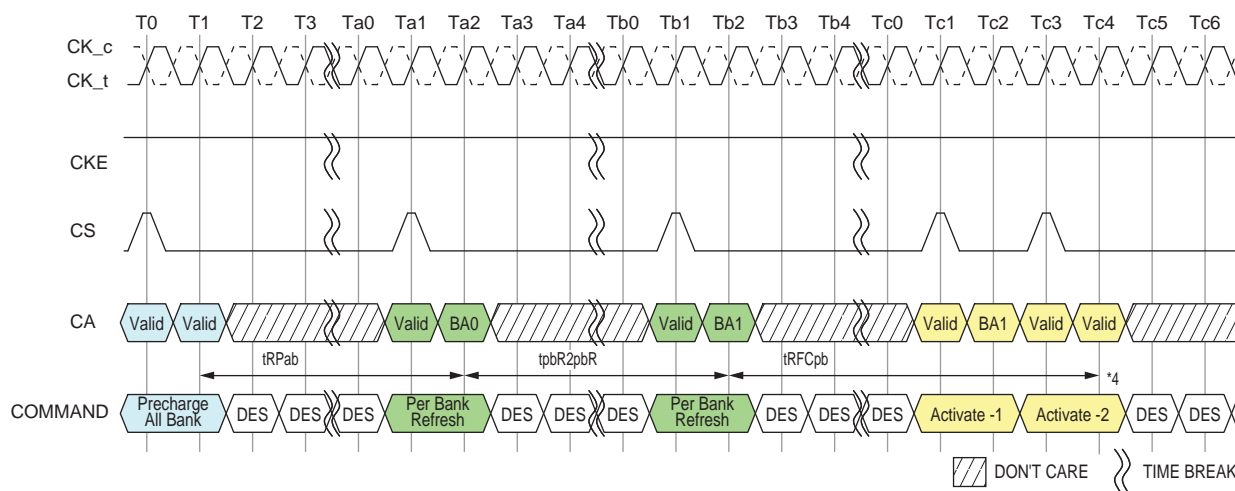 T0 T1 T2 T3 Ta0 Ta1 Ta2 Ta3 Ta4 Tb0 Tb1 Tb2 Tb3 Tb4 Tc0 Tc1 Tc2 Tc3 Tc4 Tc5 Tc6
CK_c
CK_t
CKE
CS
CA Valid Valid Valid BA0 Valid BA1 Valid BA1 Valid Valid
tRPab tpbR2pbR tRFCpb *4
COMMAND Precharge All Bank DES DES DES Per Bank Refresh DES DES DES Per Bank Refresh DES DES DES Activate -1 Activate -2 DES DES
DON'T CARE TIME BREAK